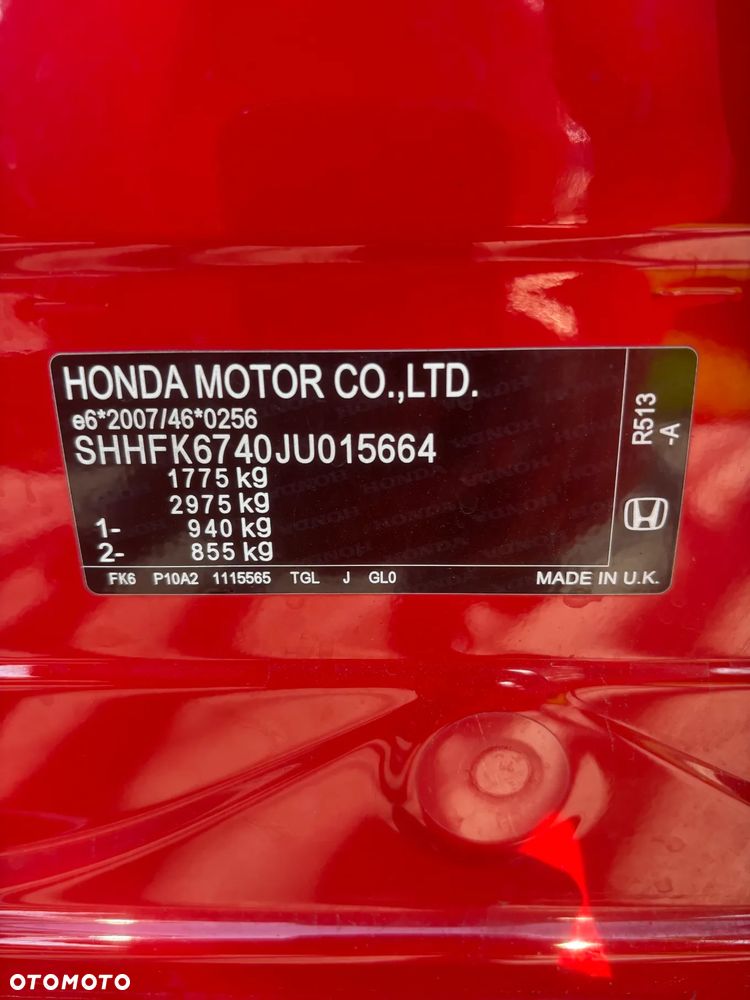 HONDA MOTOR CO.,LTD.
e6*2007/46*0256
SHHFK6740JU015664
1775 kg
2975 kg
1- 940 kg
2- 855 kg
FK6 P10A2 1115565 TGL J GL0 MADE IN U.K.
R513
-A
OTOMOTO